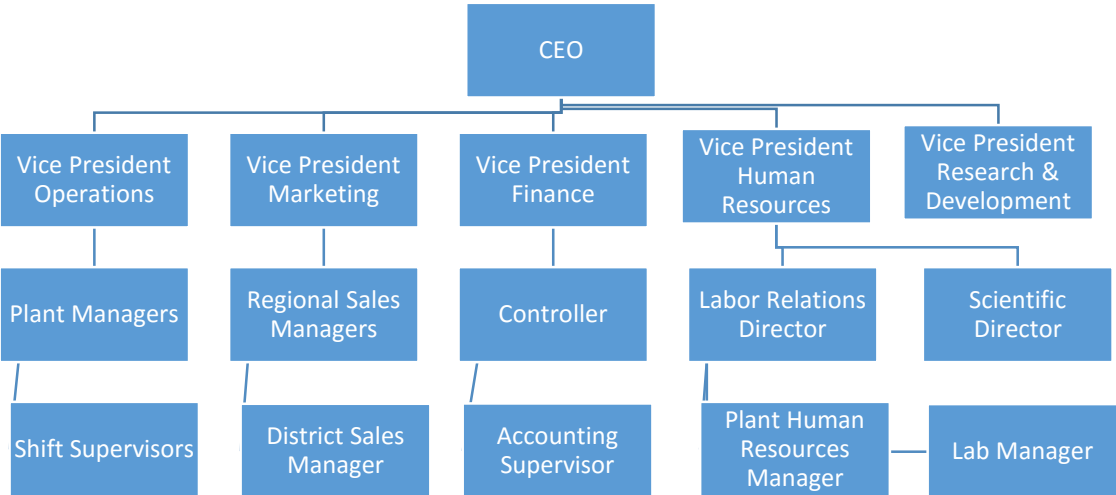 CEO
Vice President
Operations
Vice President
Marketing
Vice President
Finance
Vice President
Human
Resources
Vice President
Research &
Development
Plant Managers
Regional Sales
Managers
Controller
Labor Relations
Director
Scientific
Director
Shift Supervisors
District Sales
Manager
Accounting
Supervisor
Plant Human
Resources
Manager
Lab Manager